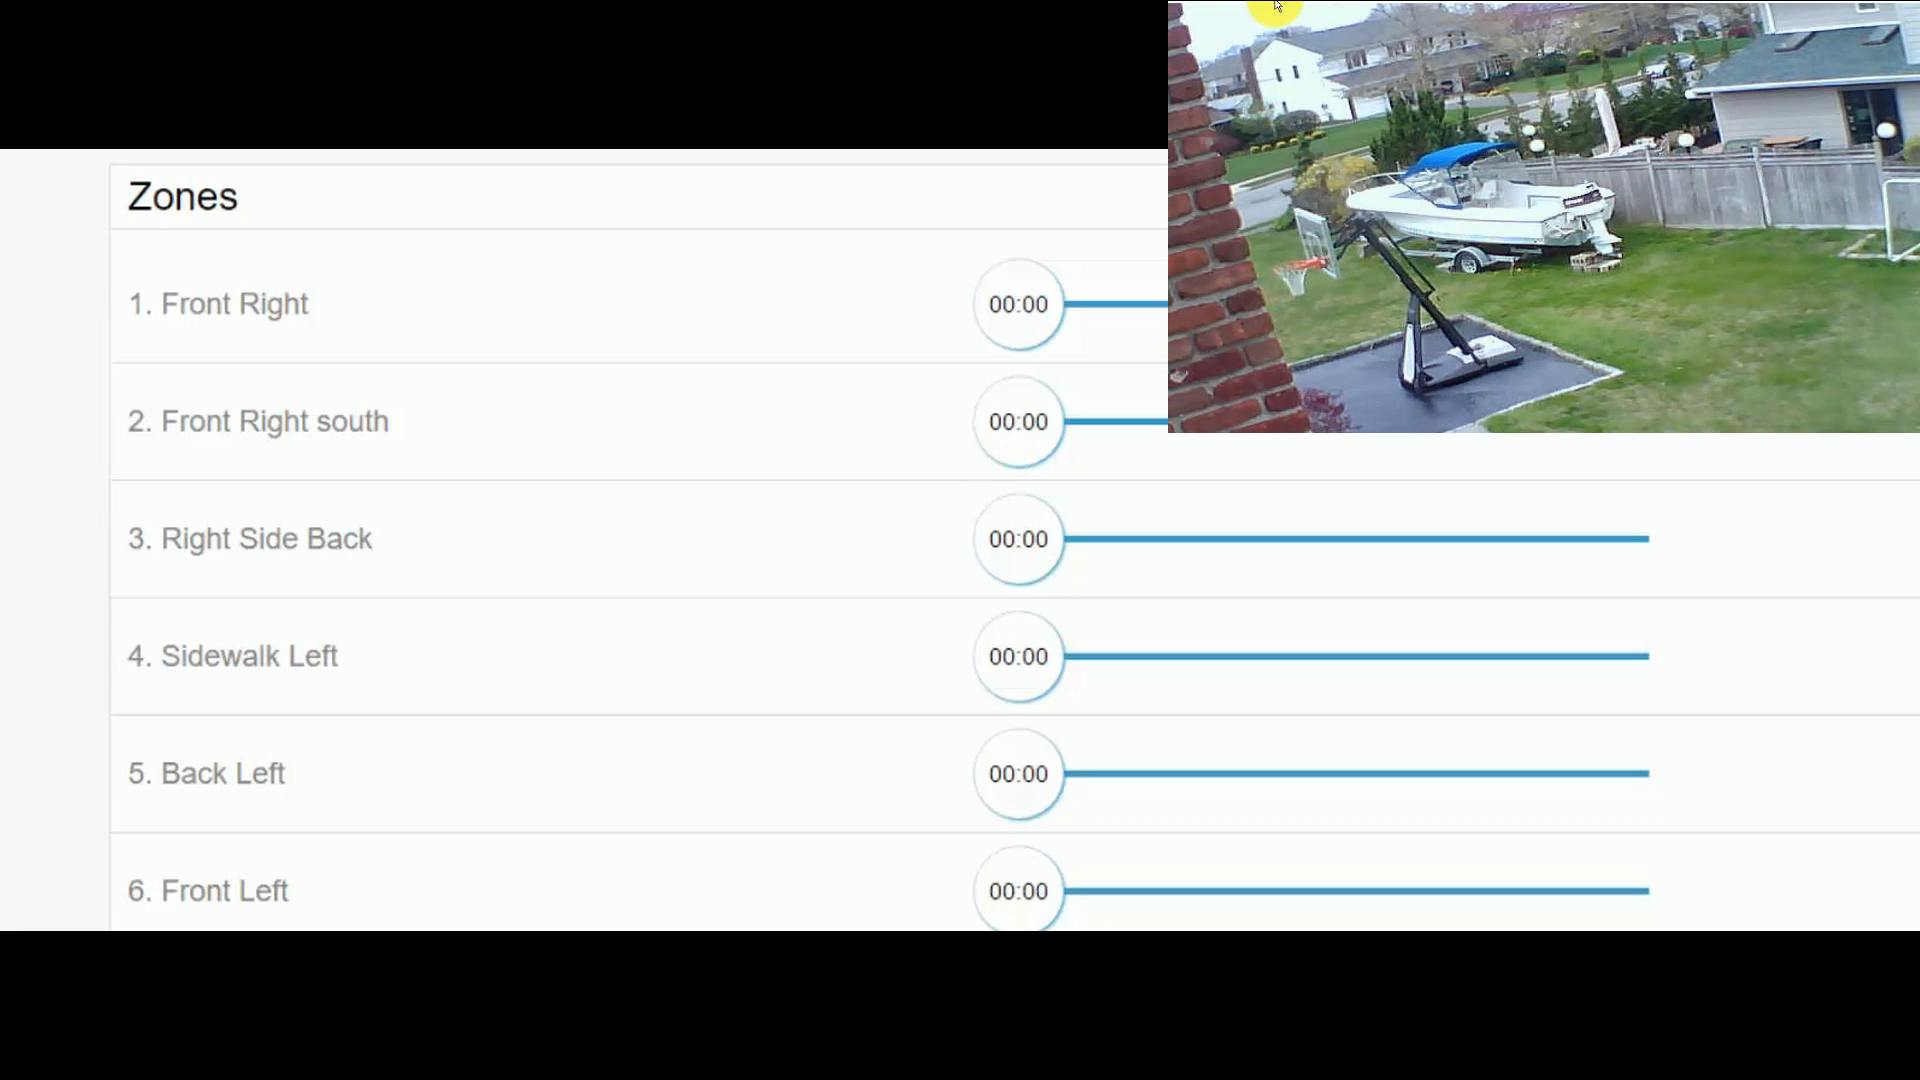 Zones
1. Front Right 00:00
2. Front Right south 00:00
3. Right Side Back 00:00
4. Sidewalk Left 00:00
5. Back Left 00:00
6. Front Left 00:00